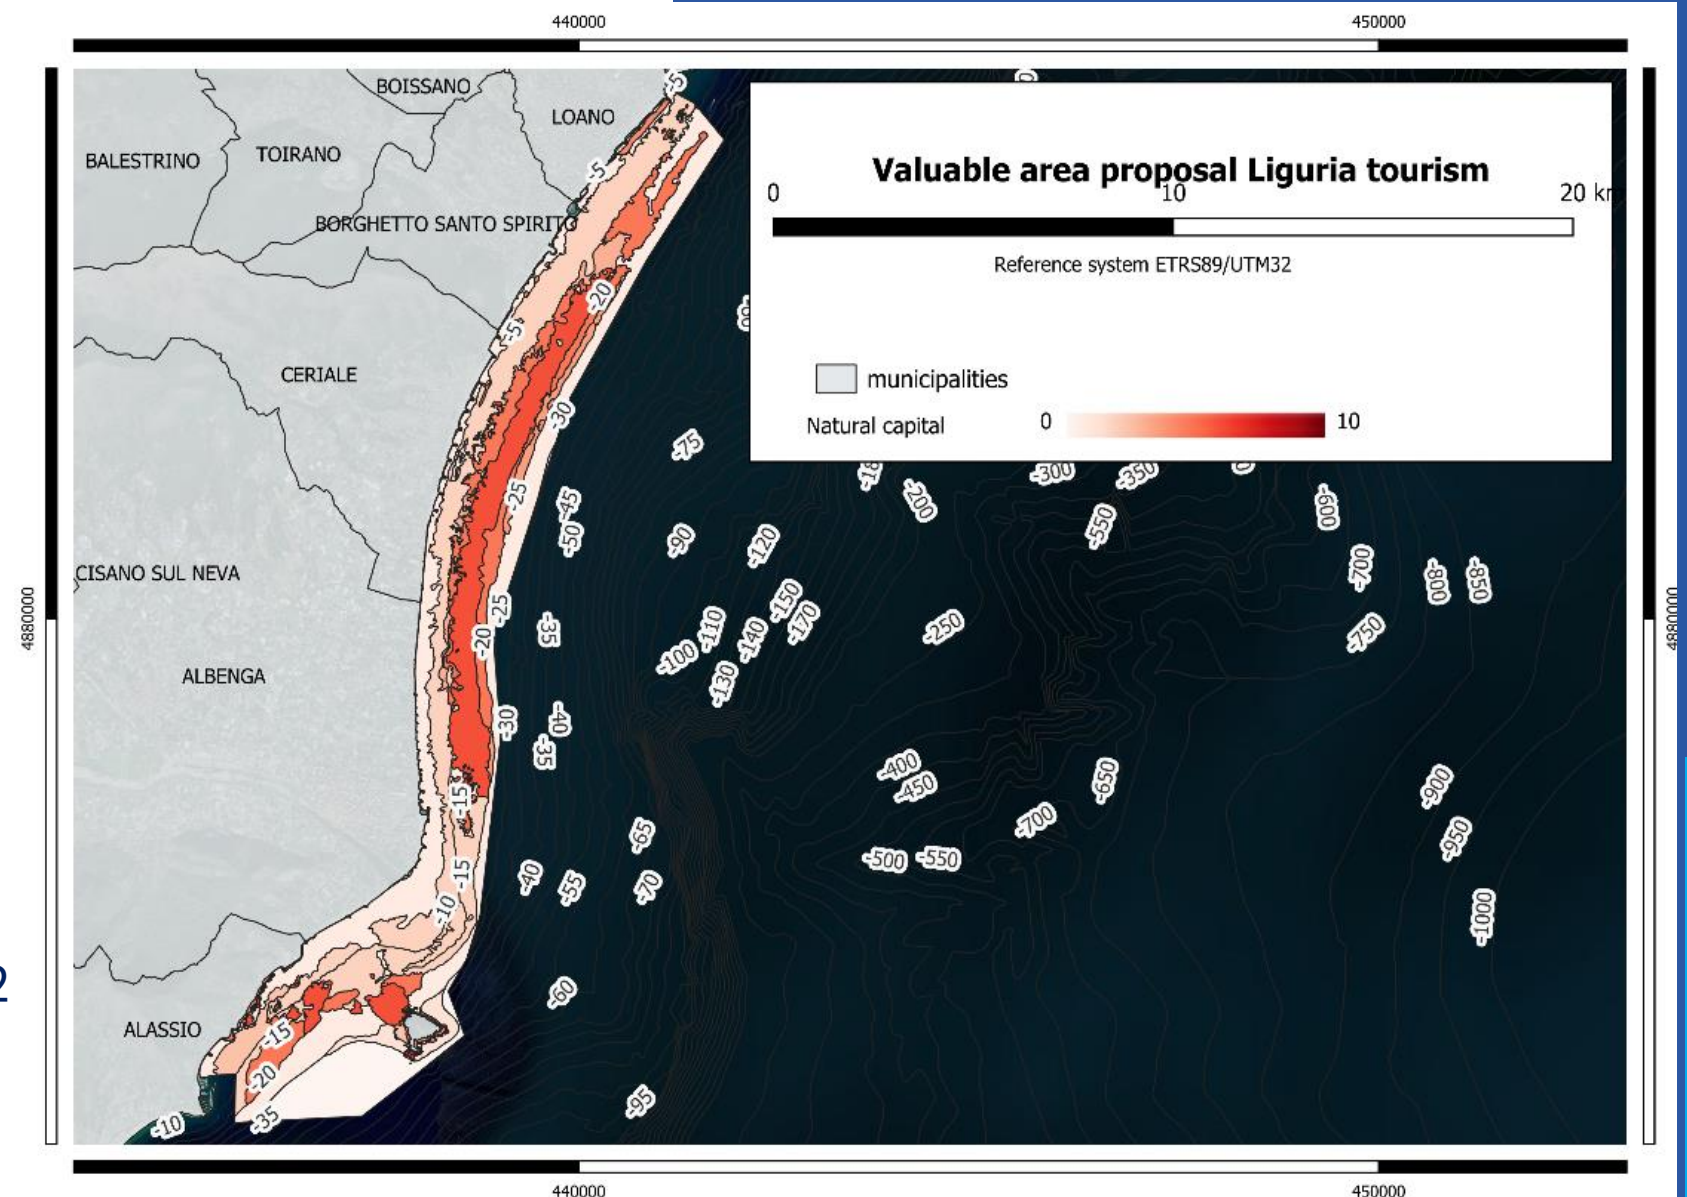 440000 450000
-5
BOISSANO
LOANO
BALESTRINO
TOIRANO
-5
BORGHETTO SANTO SPIRITO
Valuable area proposal Liguria tourism
0 10 20 km
Reference system ETRS89/UTM32
municipalities
Natural capital 0 10
-20
-5
CERIALE
-30
-75
-300 -350
-25 -45 -200 -600
-50 -90 -120 -550
-700 -800 -850
CISANO SUL NEVA
4880000
4880000
-25 -150
-20 -35 -110 -140 -170 -250 -750
-100
ALBENGA
-130
-30 -40
-35
-400
-450 -650 -900
-15
-700
-65 -950
-500 -550
-15 -40 -55 -70
-10 -1000
2
-60
ALASSIO
-15
-20
-35
-10
-95
440000 450000